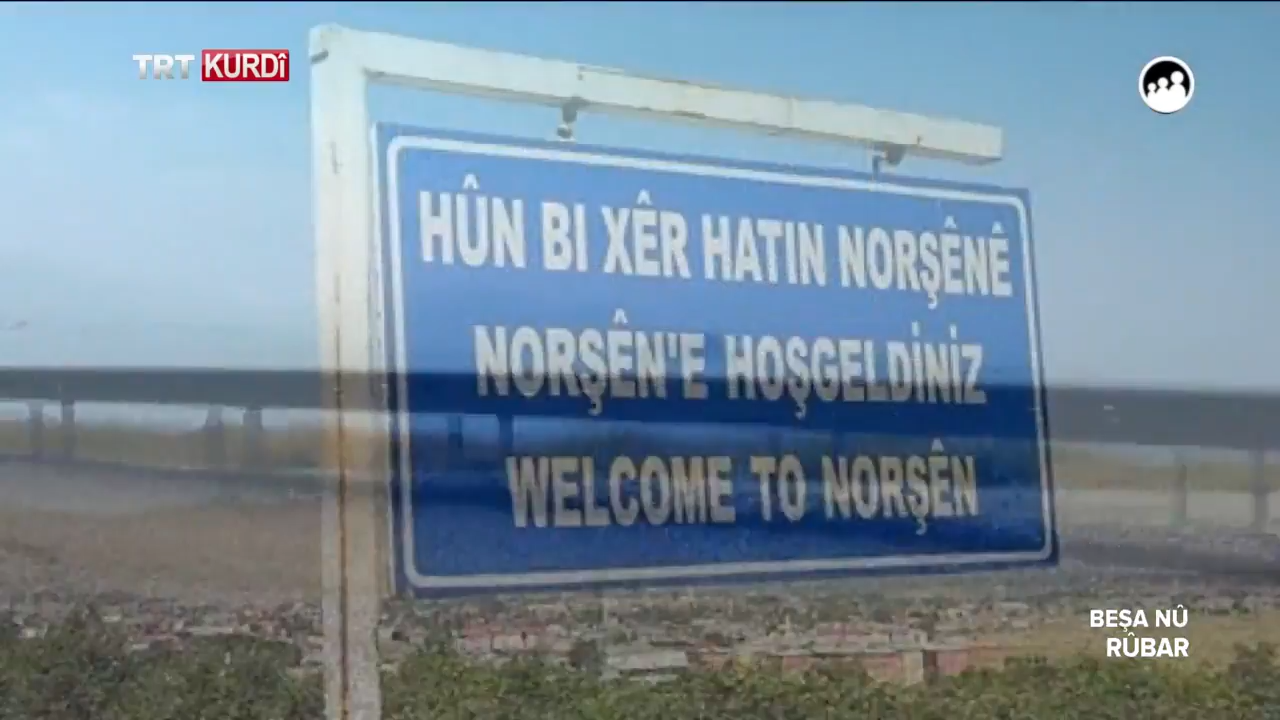 TRT KURDÎ
HÛN BI XÊR HATIN NORŞÊNÊ
NORŞÊN'E HOŞGELDİNİZ
WELCOME TO NORŞÊN
BEŞA NÛ
RÛBAR